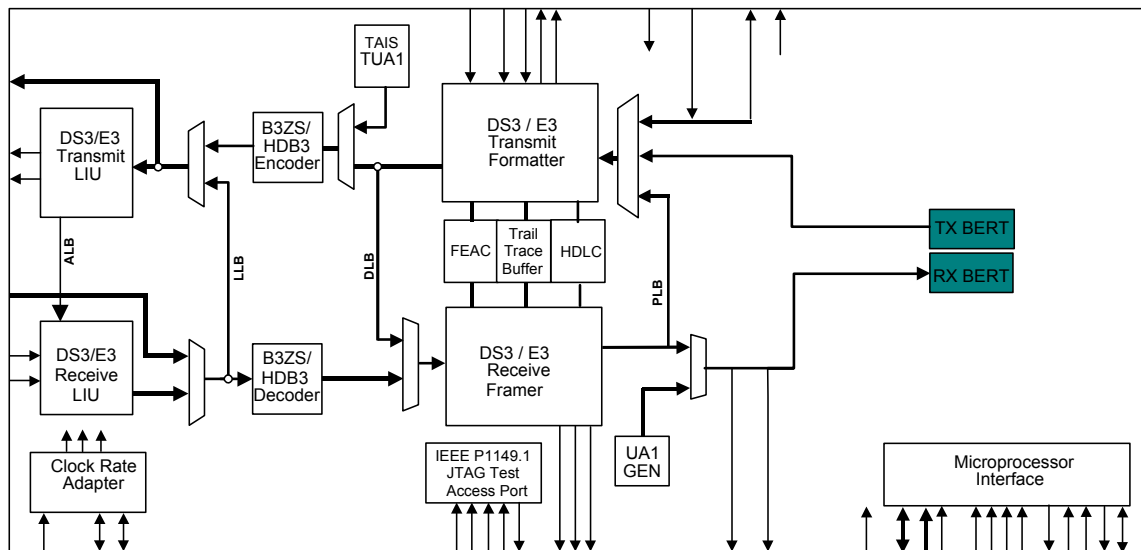 TAIS
TUA1
DS3/E3
Transmit
LIU
B3ZS/
HDB3
Encoder
DS3 / E3
Transmit
Formatter
FEAC
Trail
Trace
Buffer
HDLC
TX BERT
RX BERT
ALB
LLB
DLB
PLB
DS3/E3
Receive
LIU
B3ZS/
HDB3
Decoder
DS3 / E3
Receive
Framer
UA1
GEN
Clock Rate
Adapter
IEEE P1149.1
JTAG Test
Access Port
Microprocessor
Interface